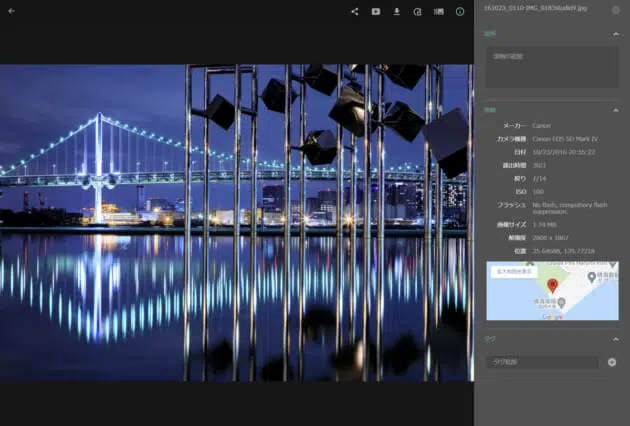 161023_0110-IMG_8183studio9.jpg
説明
説明の追加
情報
メーカー Canon
カメラ機種 Canon EOS 5D Mark IV
日付 10/23/2016 20:55:22
露出時間 30/1
絞り f/14
ISO 100
フラッシュ No flash, compulsory flash
suppression.
画像サイズ 1.79 MB
解像度 2800 x 1867
位置 35.64688, 139.77218
拡大地図を表示
Google
タグ
タグ追加